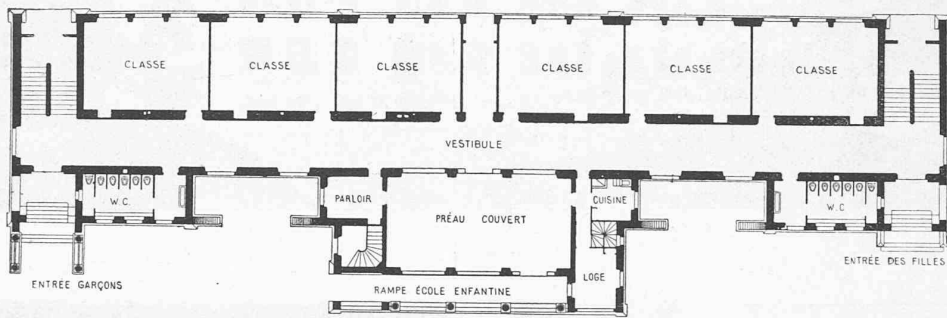 CLASSE CLASSE CLASSE CLASSE CLASSE CLASSE
VESTIBULE
W.C. PARLOIR PRÉAU COUVERT CUISINE W.C
ENTRÉE GARÇONS RAMPE ÉCOLE ENFANTINE LOGE ENTRÉE DES FILLES